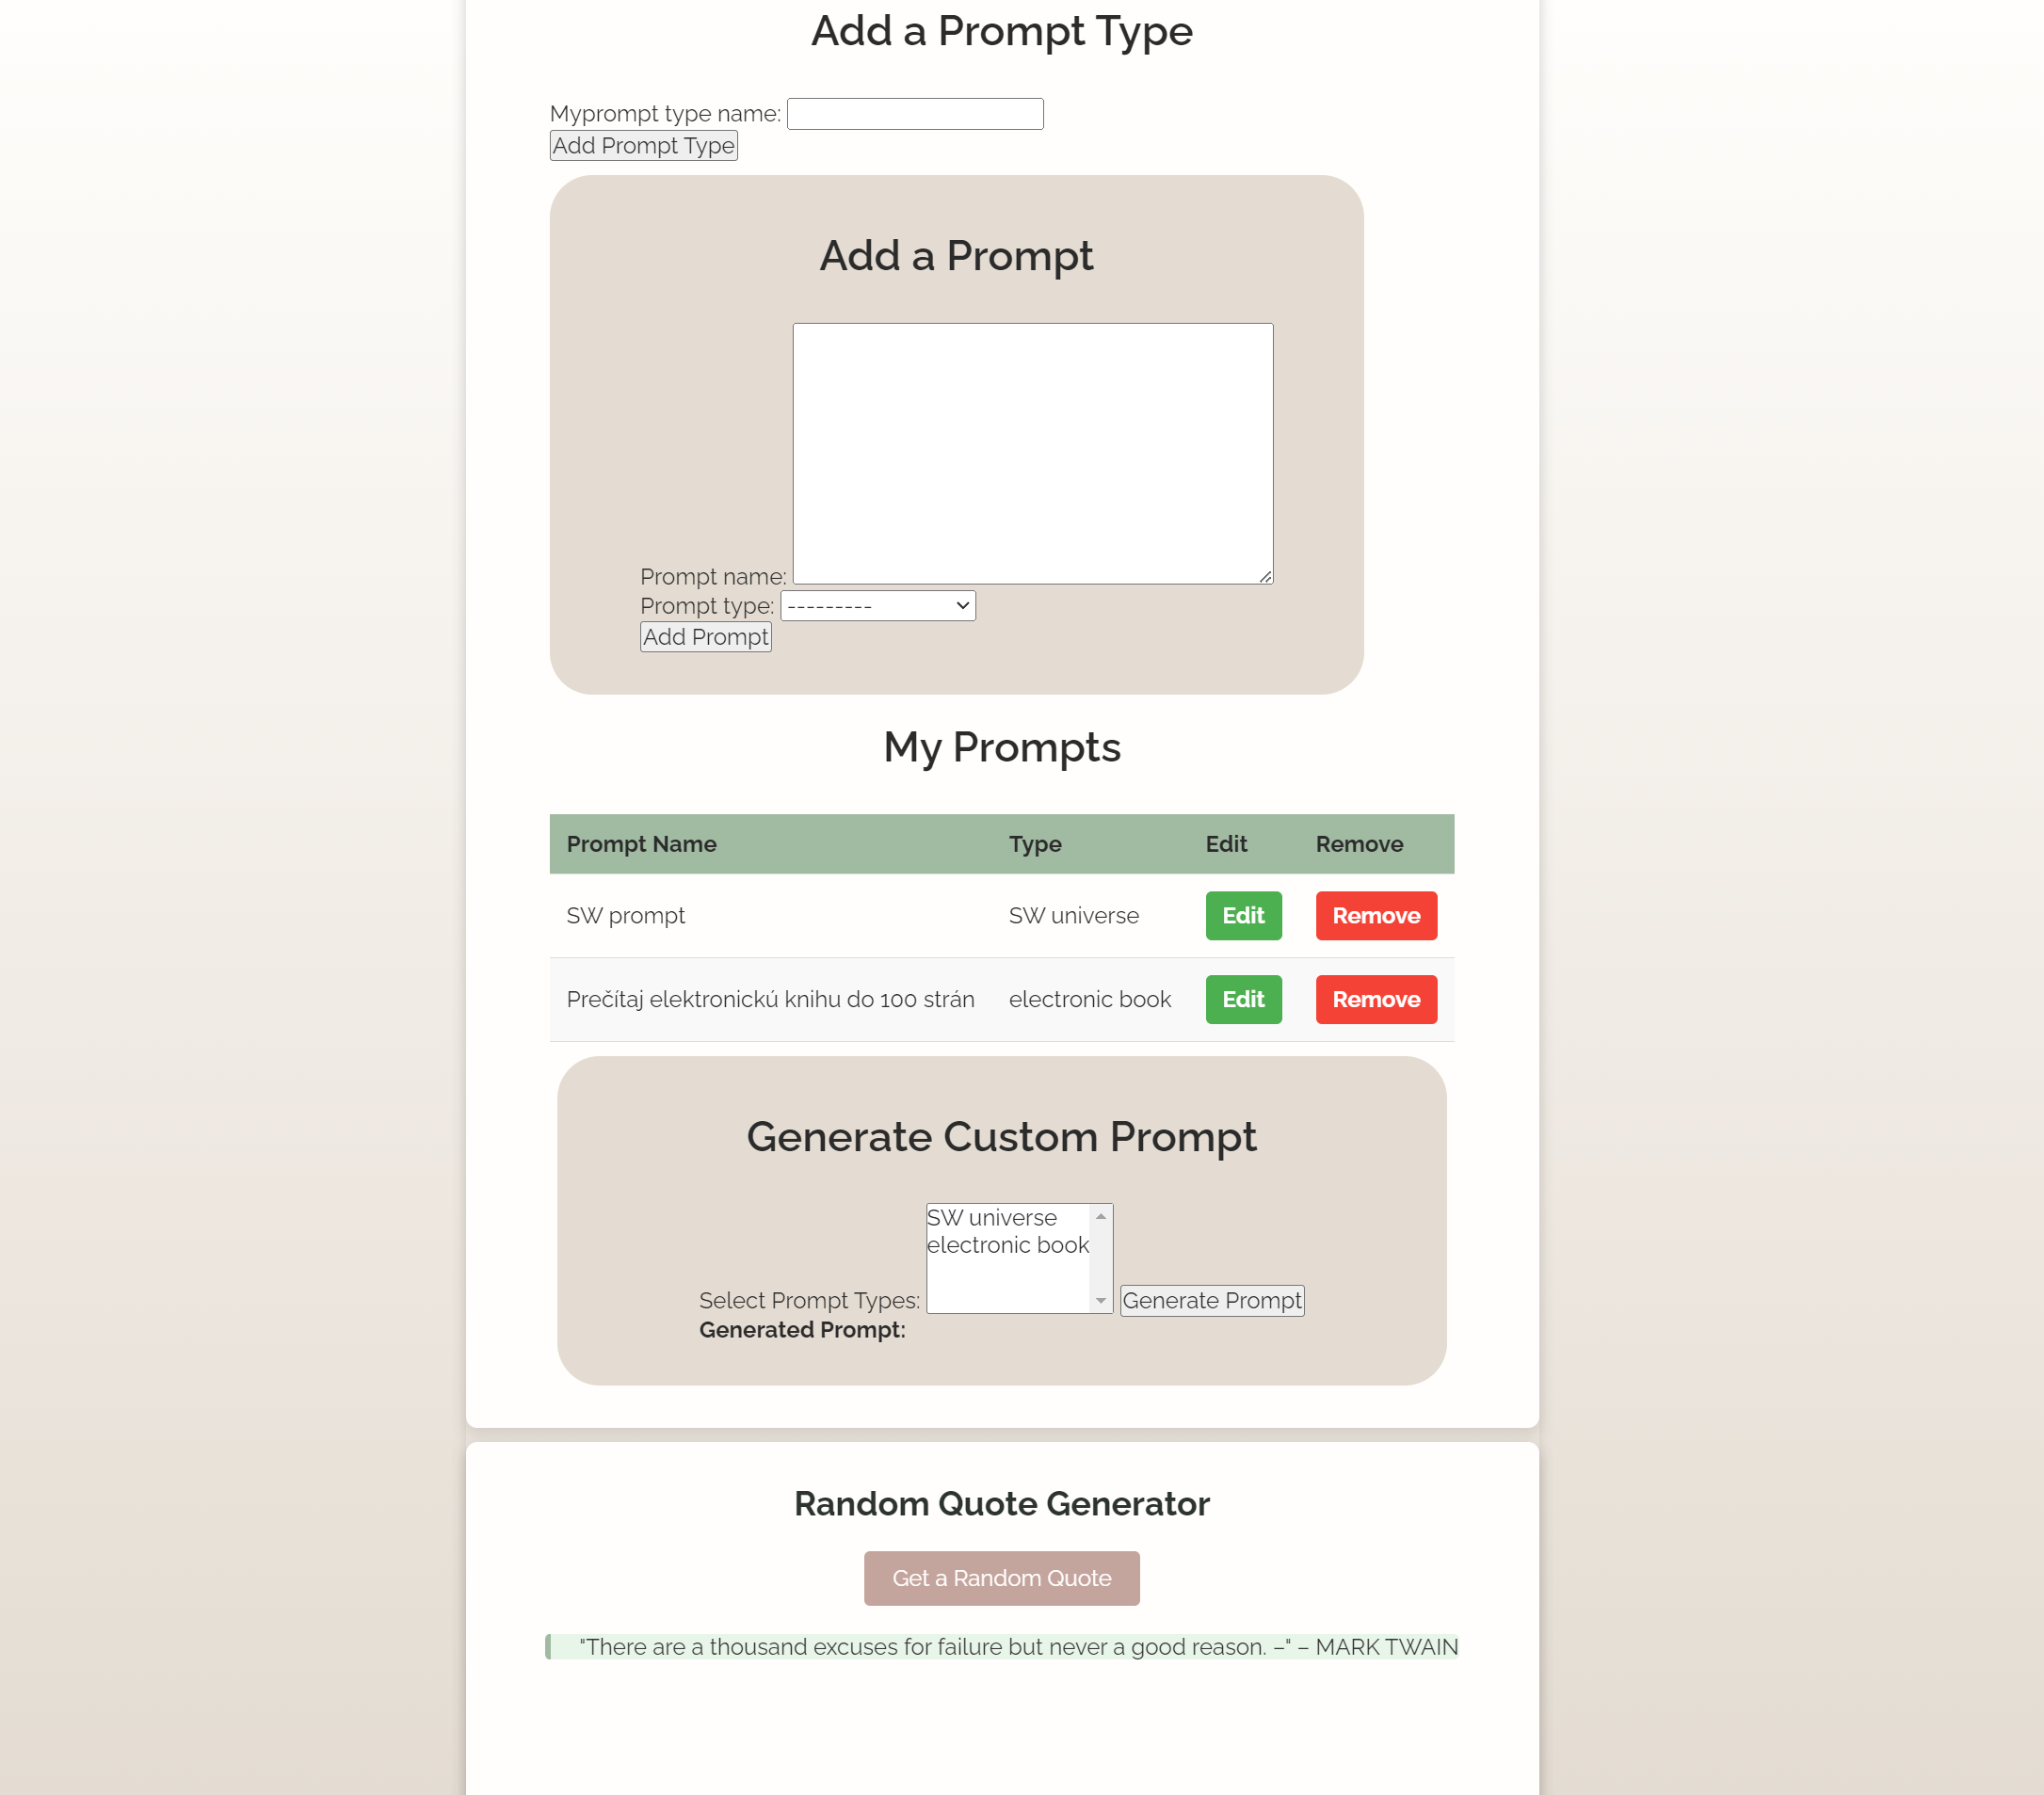 Add a Prompt Type
Myprompt type name:
Add Prompt Type
Add a Prompt
Prompt name:
Prompt type: ---------
Add Prompt
My Prompts
Prompt Name Type Edit Remove
SW prompt SW universe Edit Remove
Prečítaj elektronickú knihu do 100 strán electronic book Edit Remove
Generate Custom Prompt
SW universe
electronic book
Select Prompt Types: Generate Prompt
Generated Prompt:
Random Quote Generator
Get a Random Quote
"There are a thousand excuses for failure but never a good reason. –" – MARK TWAIN